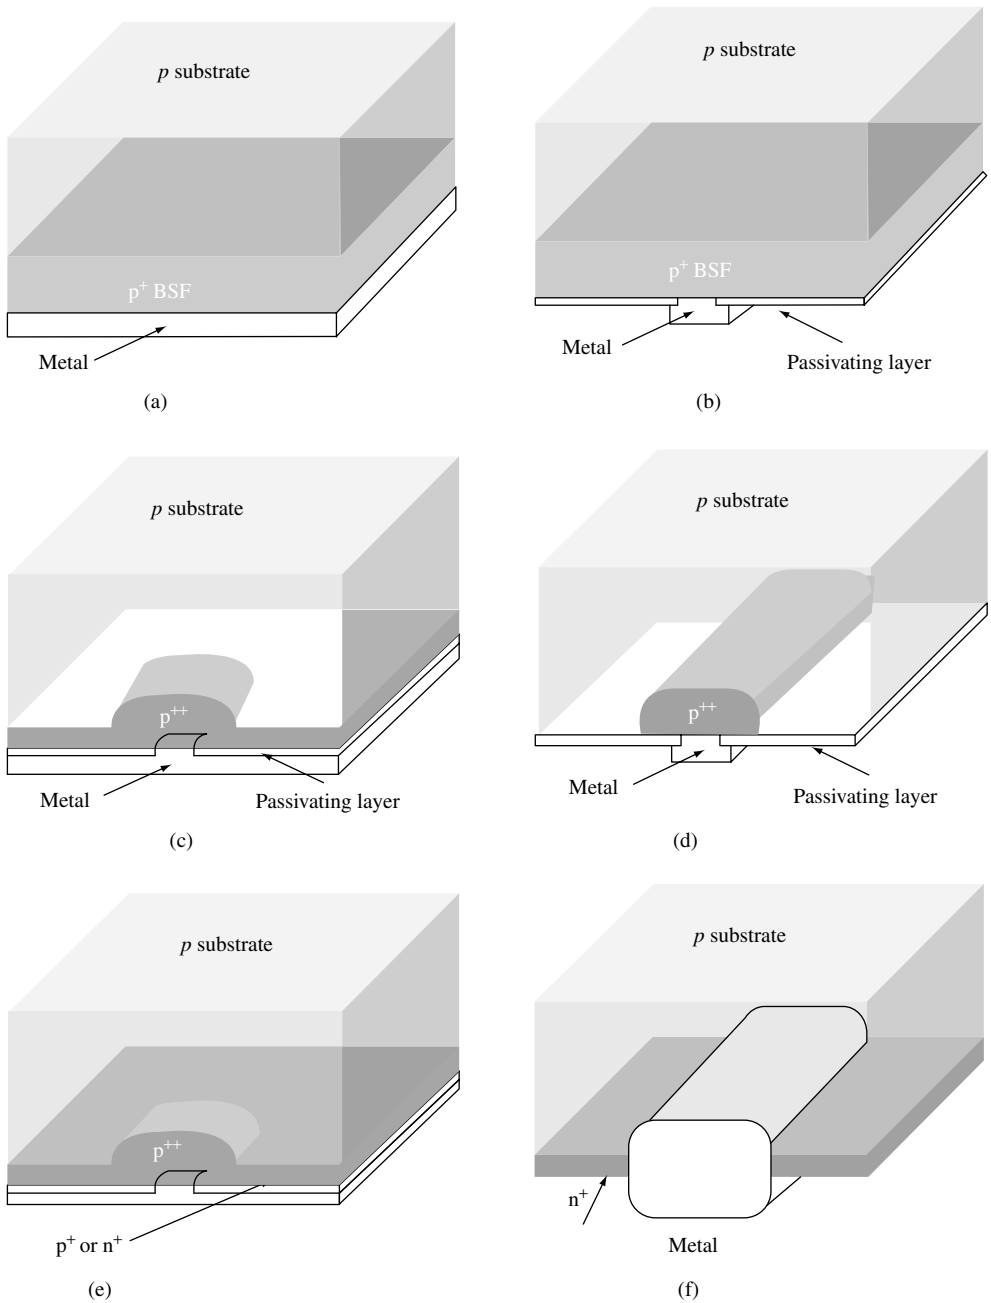 p substrate
p substrate
p⁺ BSF
p⁺ BSF
Metal
Metal
Passivating layer
(a)
(b)
p substrate
p substrate
p⁺⁺
p⁺⁺
Metal
Passivating layer
Metal
Passivating layer
(c)
(d)
p substrate
p substrate
p⁺⁺
n⁺
p⁺ or n⁺
Metal
(e)
(f)